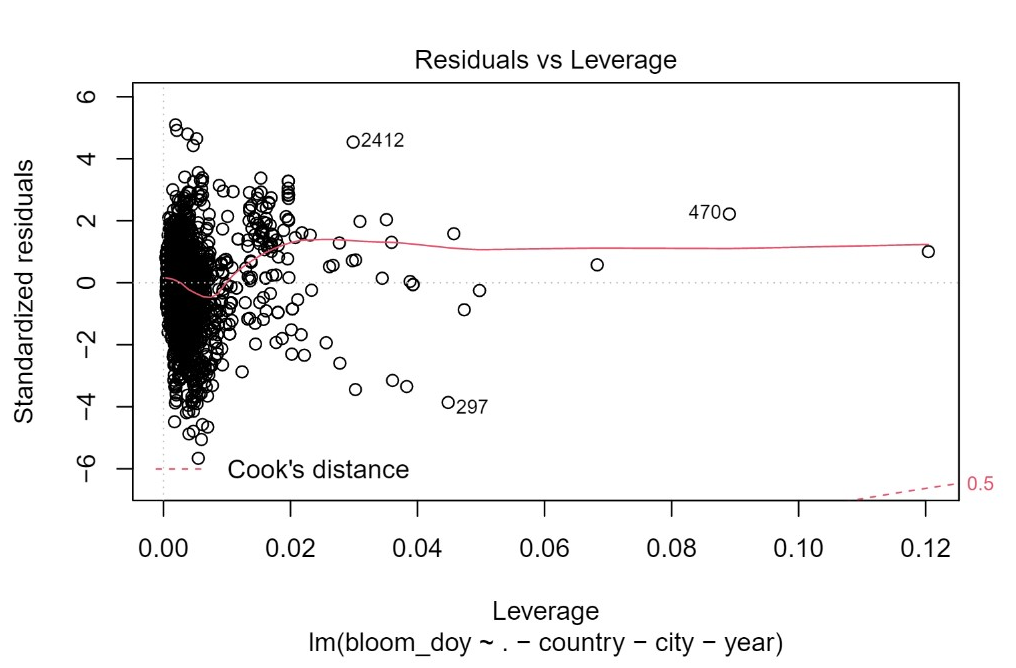 Residuals vs Leverage
Standardized residuals
6
4
2
0
−2
−4
−6
2412
470
297
Cook's distance
0.5
0.00 0.02 0.04 0.06 0.08 0.10 0.12
Leverage
lm(bloom_doy ~ . − country − city − year)